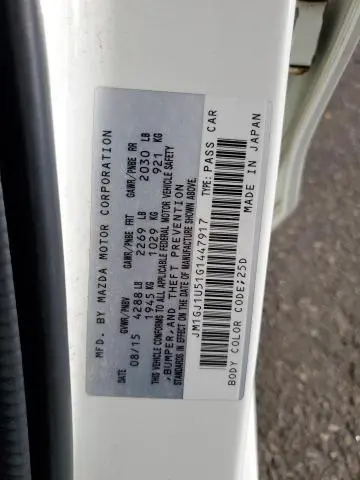 MFD. BY MAZDA MOTOR CORPORATION
DATE GVWR/PNBV GAWR/PNBE FRT GAWR/PNBE RR
08/15 4288 LB 2269 LB 2030 LB
1945 KG 1029 KG 921 KG
THIS VEHICLE CONFORMS TO ALL APPLICABLE FEDERAL MOTOR VEHICLE SAFETY
,BUMPER,AND THEFT PREVENTION
STANDARDS IN EFFECT ON THE DATE OF MANUFACTURE SHOWN ABOVE.
JM1GJ1U51G1447917 TYPE: PASS CAR
BODY COLOR CODE;25D MADE IN JAPAN